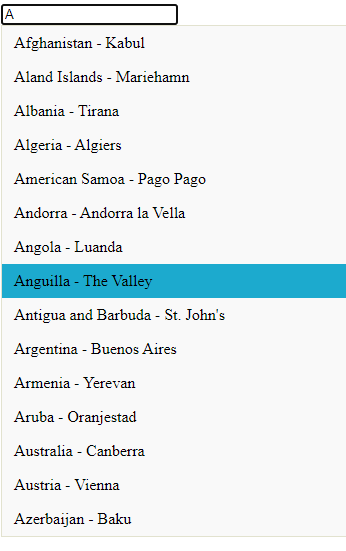 A
Afghanistan - Kabul
Aland Islands - Mariehamn
Albania - Tirana
Algeria - Algiers
American Samoa - Pago Pago
Andorra - Andorra la Vella
Angola - Luanda
Anguilla - The Valley
Antigua and Barbuda - St. John's
Argentina - Buenos Aires
Armenia - Yerevan
Aruba - Oranjestad
Australia - Canberra
Austria - Vienna
Azerbaijan - Baku